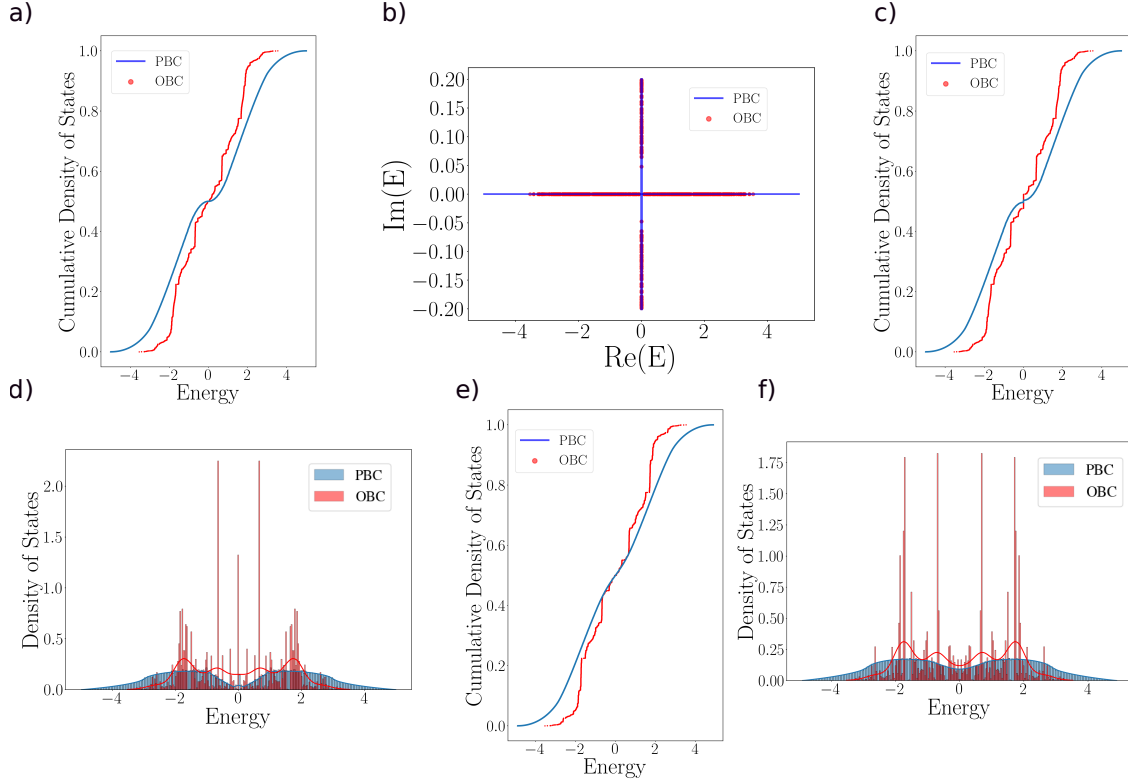 a)
Cumulative Density of States
1.0
0.8
0.6
0.4
0.2
0.0
PBC
OBC
−4 −2 0 2 4
Energy
b)
Im(E)
0.20
0.15
0.10
0.05
0.00
−0.05
−0.10
−0.15
−0.20
PBC
OBC
−4 −2 0 2 4
Re(E)
c)
Cumulative Density of States
1.0
0.8
0.6
0.4
0.2
0.0
PBC
OBC
−4 −2 0 2 4
Energy
d)
Density of States
2.0
1.5
1.0
0.5
0.0
PBC
OBC
−4 −2 0 2 4
Energy
e)
Cumulative Density of States
1.0
0.8
0.6
0.4
0.2
0.0
PBC
OBC
−4 −2 0 2 4
Energy
f)
Density of States
1.75
1.50
1.25
1.00
0.75
0.50
0.25
0.00
PBC
OBC
−4 −2 0 2 4
Energy